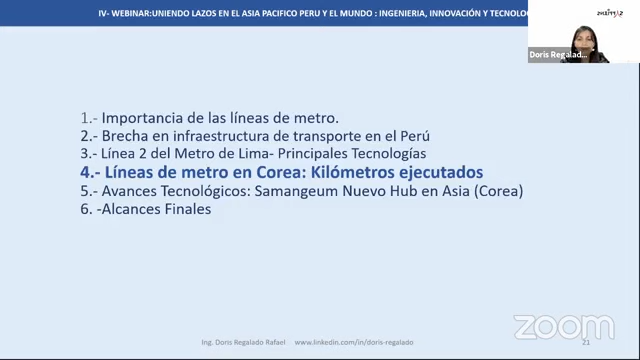 IV- WEBINAR:UNIENDO LAZOS EN EL ASIA PACIFICO PERU Y EL MUNDO : INGENIERIA, INNOVACIÓN Y TECNOLO
Doris Regalad...
1.- Importancia de las líneas de metro.
2.- Brecha en infraestructura de transporte en el Perú
3.- Línea 2 del Metro de Lima- Principales Tecnologías
4.- Líneas de metro en Corea: Kilómetros ejecutados
5.- Avances Tecnológicos: Samangeum Nuevo Hub en Asia (Corea)
6. -Alcances Finales
Ing. Doris Regalado Rafael www.linkedin.com/in/doris-regalado
21
zoom